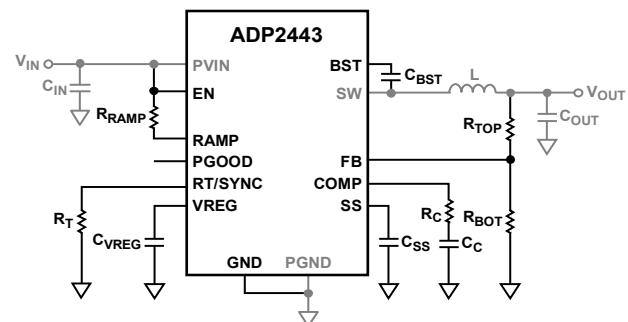 ADP2443
VIN
PVIN
BST
CBST
L
VOUT
CIN
EN
SW
RRAMP
RTOP
COUT
RAMP
PGOOD
FB
RT/SYNC
COMP
RT
VREG
SS
RC
RBOT
CVREG
CSS
CC
GND
PGND